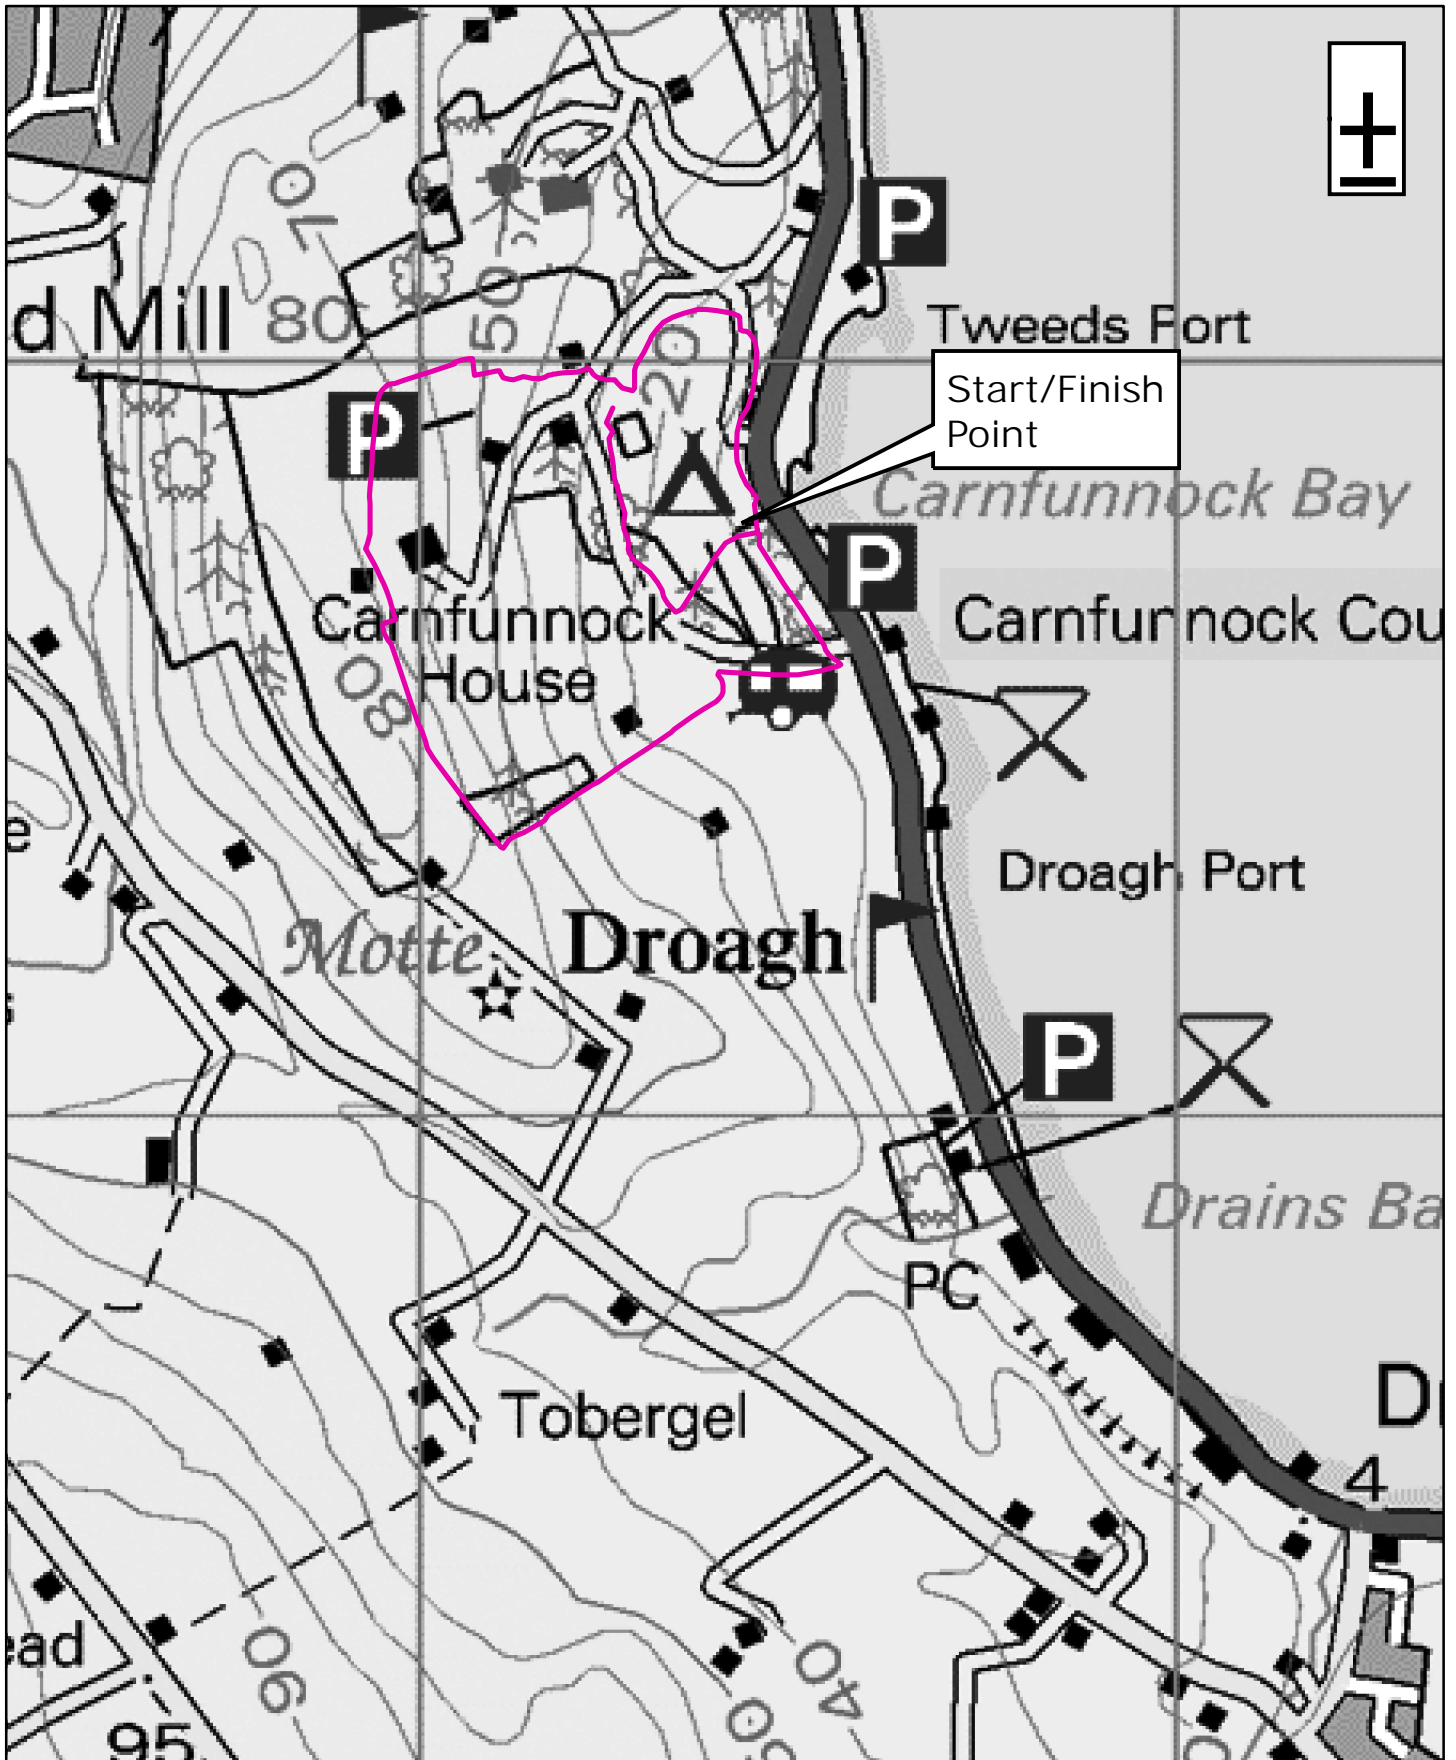 70
P
50
d Mill
80
Tweeds Port
20
Start/Finish
Point
P
Carnfunnock Bay
P
Carnfunnock
House
Carnfunnock Cou
80
e
Droagh Port
Motte
Droagh
s
P
Drains Ba
PC
Tobergel
Dr
4
ead
90
40
50
95